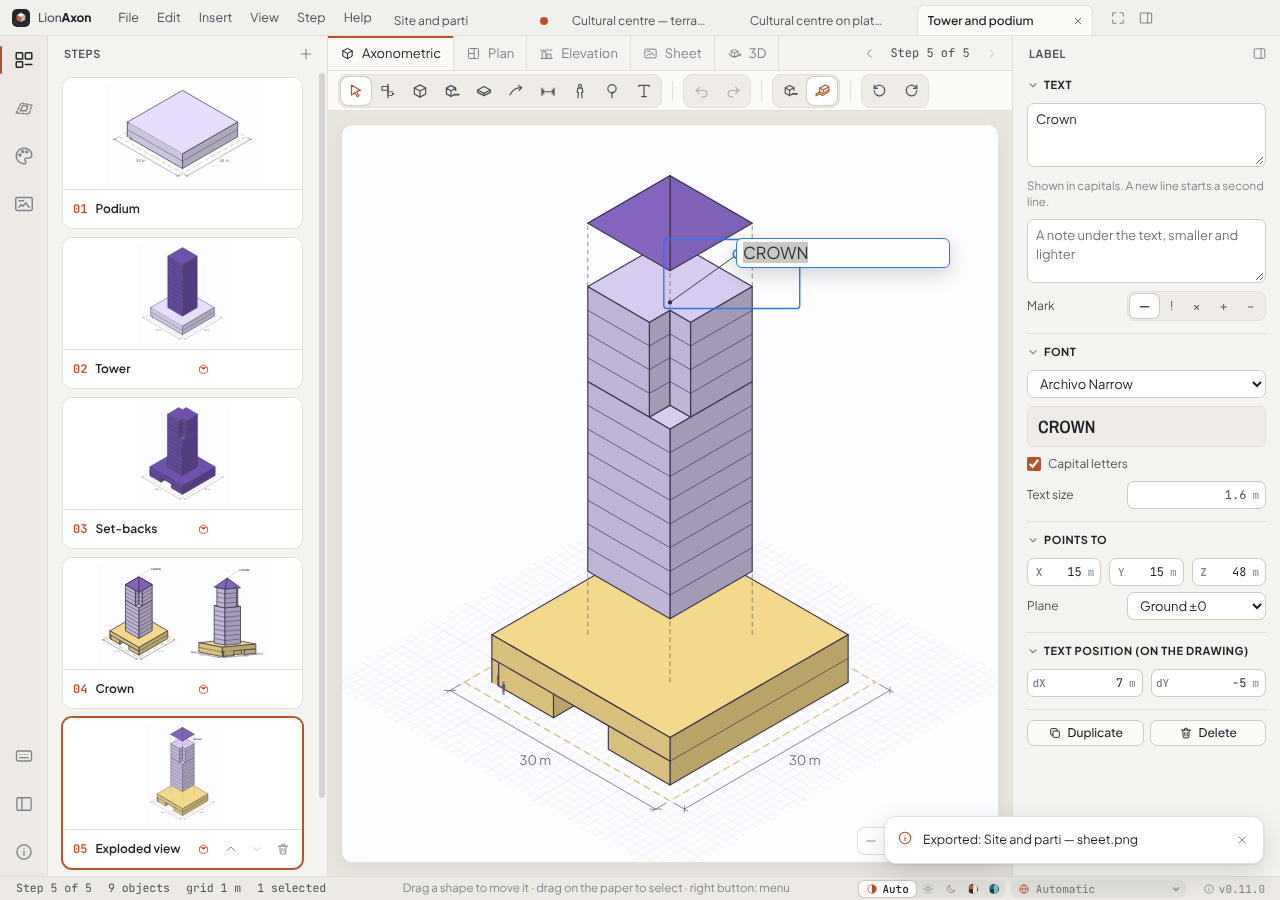 LionAxon
File
Edit
Insert
View
Step
Help
Site and parti
Cultural centre — terra...
Cultural centre on plat...
Tower and podium
STEPS
Axonometric
Plan
Elevation
Sheet
3D
Step 5 of 5
LABEL
TEXT
Crown
Shown in capitals. A new line starts a second
line.
A note under the text, smaller and
lighter
Mark
FONT
Archivo Narrow
CROWN
Capital letters
Text size
1.6 m
POINTS TO
X 15 m
Y 15 m
Z 48 m
Plane
Ground ±0
TEXT POSITION (ON THE DRAWING)
dX 7 m
dY -5 m
Duplicate
Delete
01 Podium
02 Tower
03 Set-backs
04 Crown
05 Exploded view
CROWN
30 m
30 m
Exported: Site and parti — sheet.png
Step 5 of 5
9 objects
grid 1 m
1 selected
Drag a shape to move it · drag on the paper to select · right button: menu
Auto
Automatic
v0.11.0